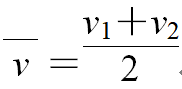 v̅ = (v₁+v₂)/2